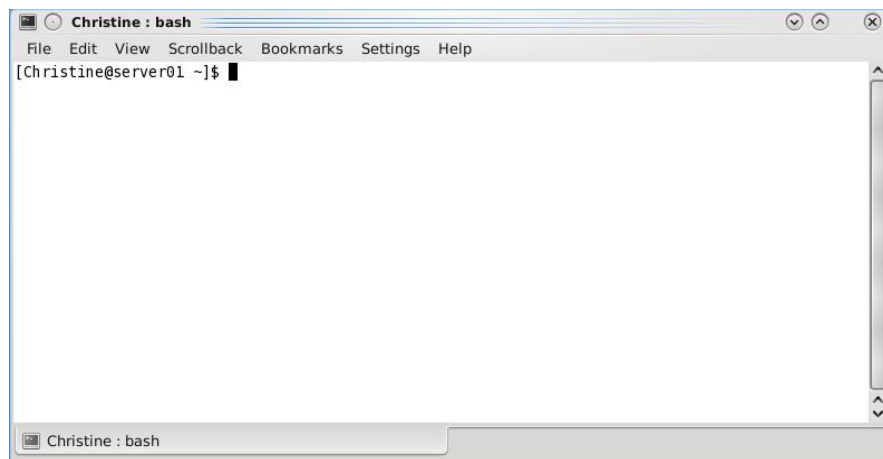 Christine : bash
File Edit View Scrollback Bookmarks Settings Help
[Christine@server01 ~]$
Christine : bash